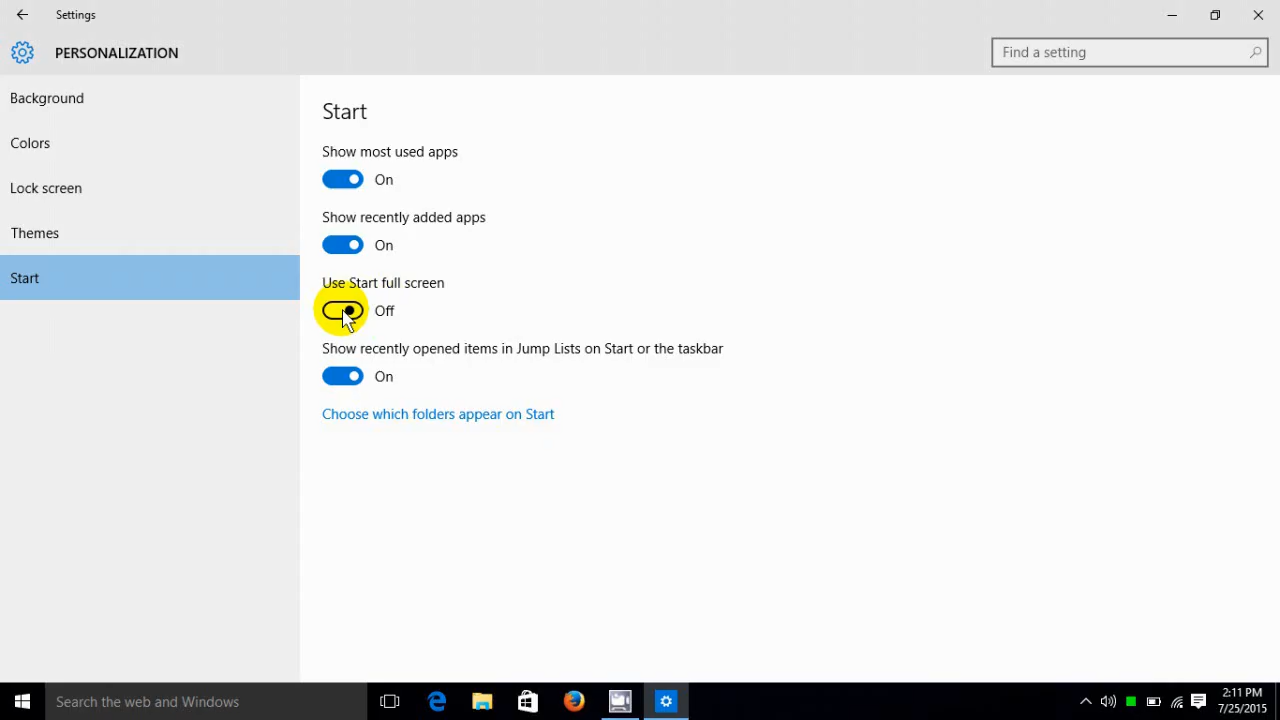 Settings
PERSONALIZATION
Find a setting
Background
Colors
Lock screen
Themes
Start
Start
Show most used apps
On
Show recently added apps
On
Use Start full screen
Off
Show recently opened items in Jump Lists on Start or the taskbar
On
Choose which folders appear on Start
Search the web and Windows
2:11 PM
7/25/2015